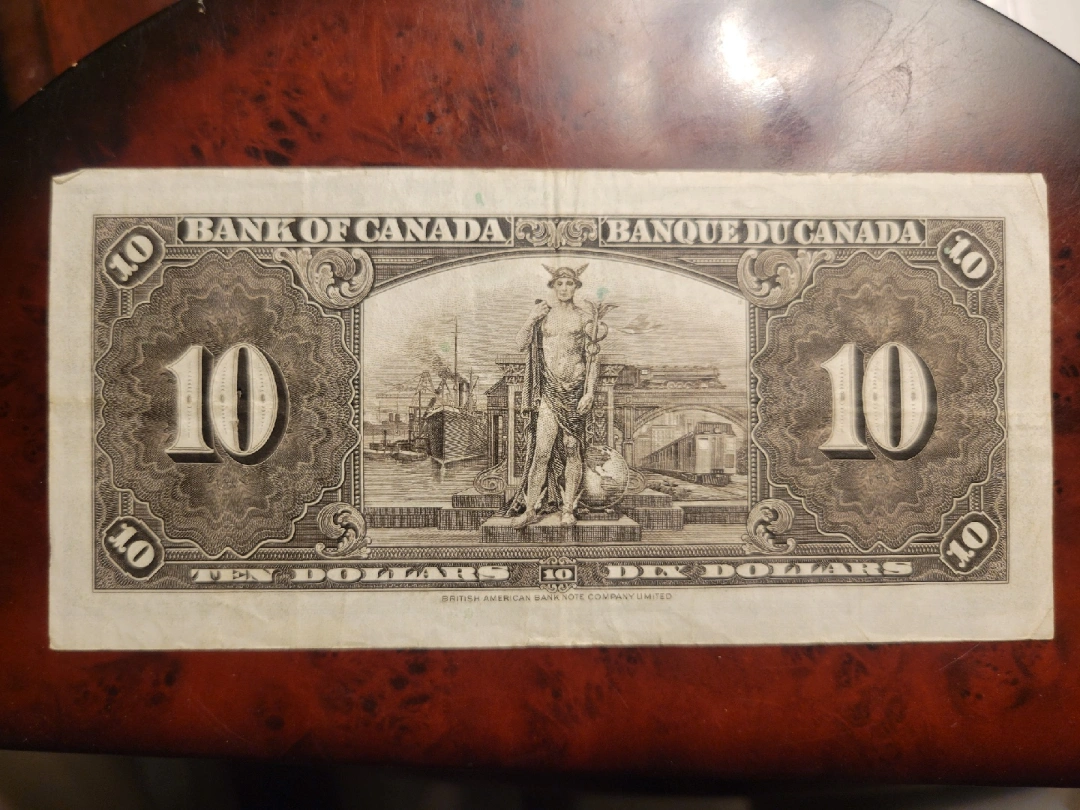 BANK OF CANADA BANQUE DU CANADA
10 10
10 10
10 10
TEN DOLLARS 10 DIX DOLLARS
BRITISH AMERICAN BANK NOTE COMPANY LIMITED